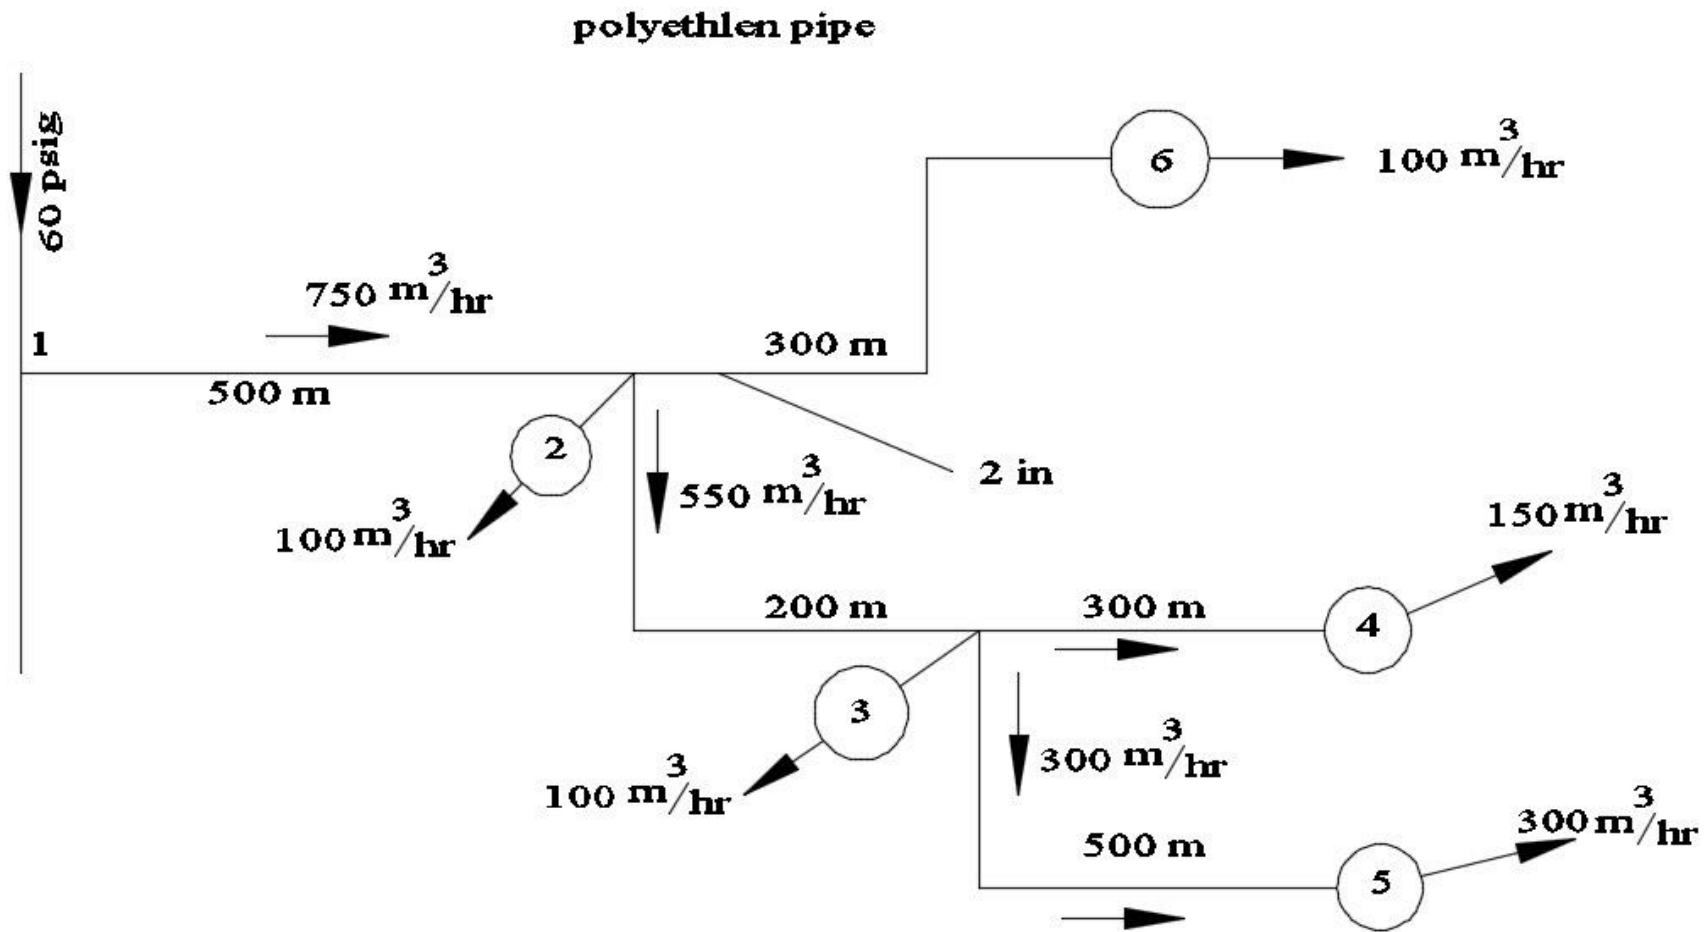 polyethlen pipe
60 psig
6
100 m³/hr
750 m³/hr
1
300 m
500 m
2
2 in
100 m³/hr
550 m³/hr
150 m³/hr
200 m
300 m
4
3
100 m³/hr
300 m³/hr
500 m
300 m³/hr
5